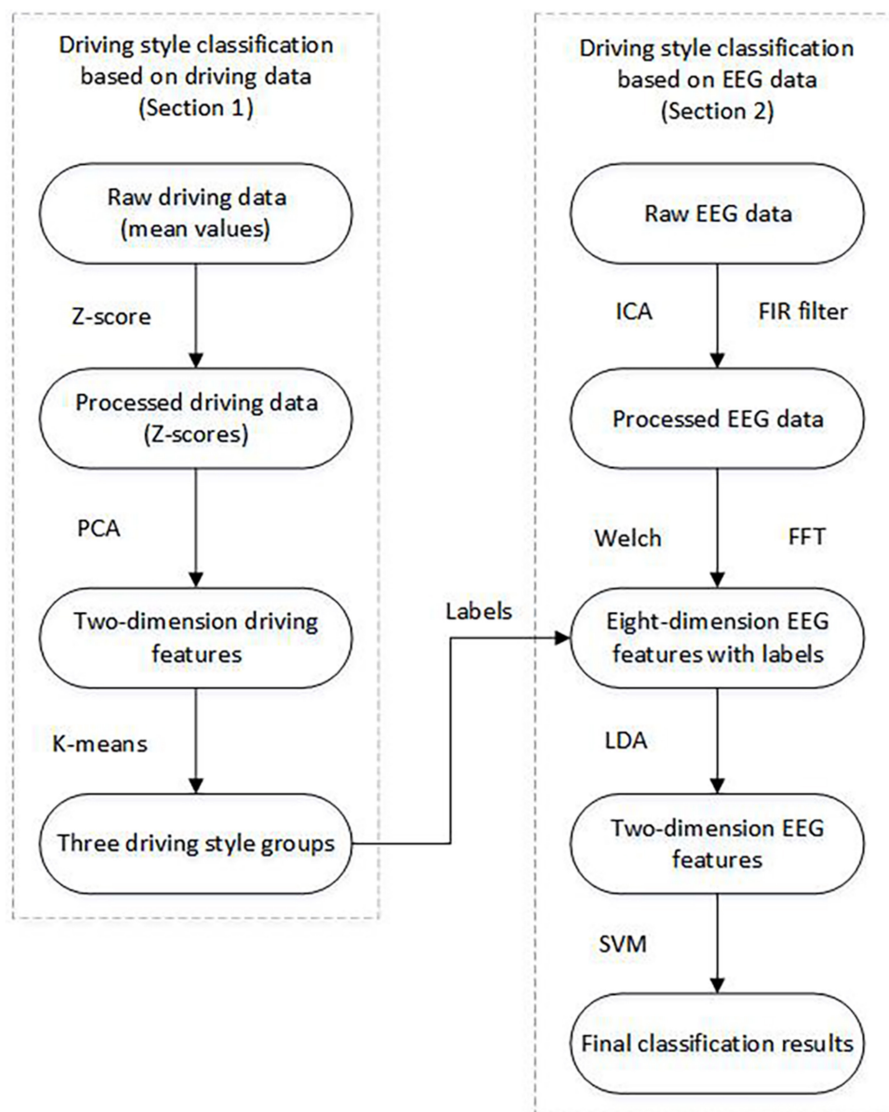 Driving style classification
based on driving data
(Section 1)
Raw driving data
(mean values)
Z-score
Processed driving data
(Z-scores)
PCA
Two-dimension driving
features
K-means
Three driving style groups
Labels
Driving style classification
based on EEG data
(Section 2)
Raw EEG data
ICA
FIR filter
Processed EEG data
Welch
FFT
Eight-dimension EEG
features with labels
LDA
Two-dimension EEG
features
SVM
Final classification results